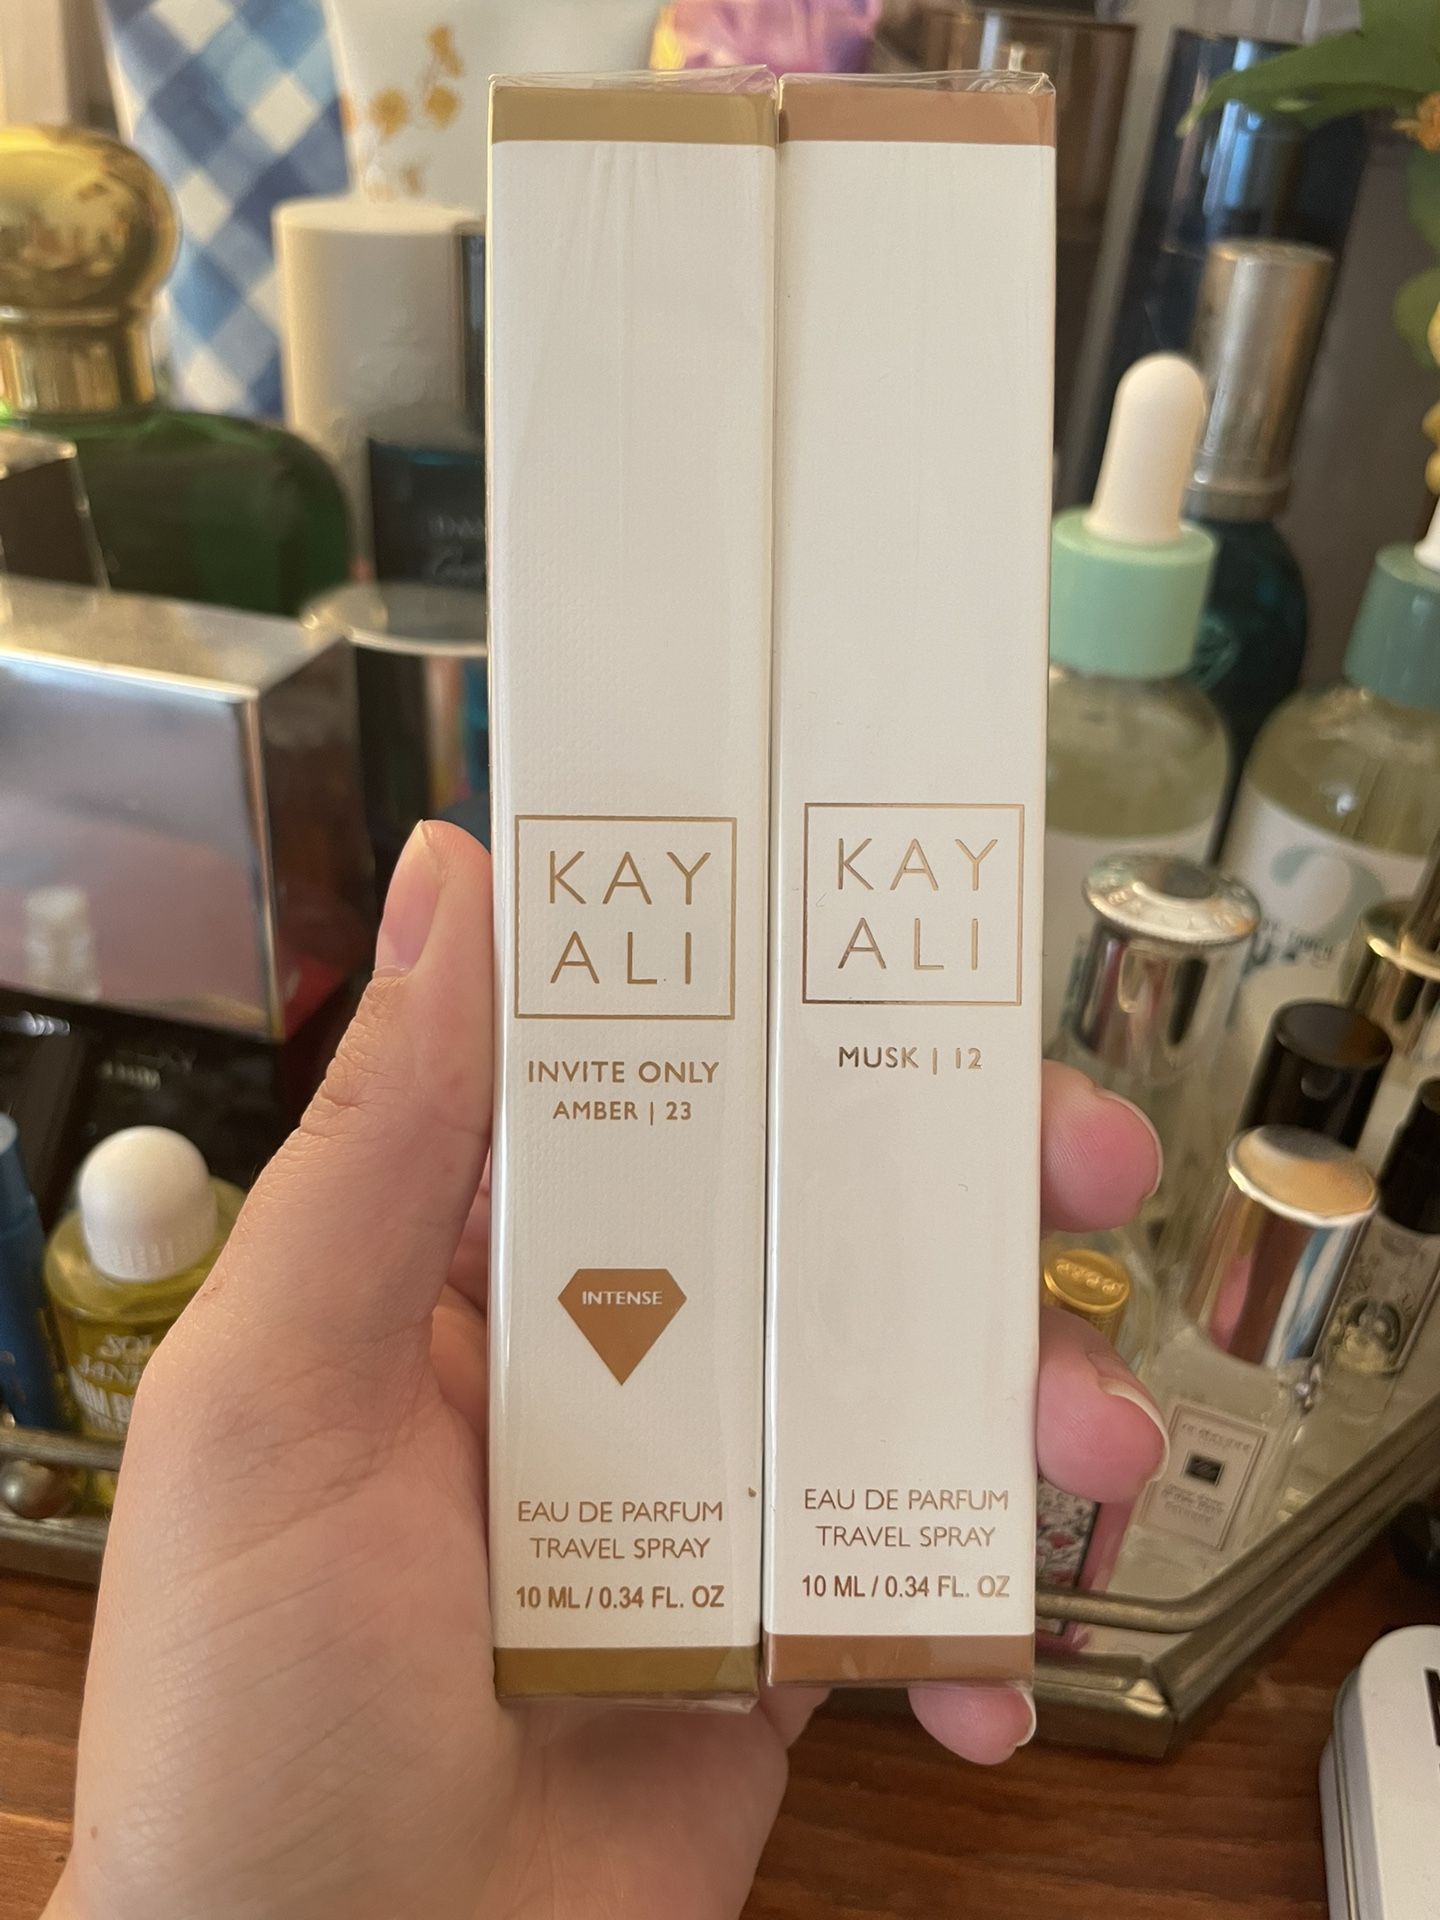 KAY
ALI
INVITE ONLY
AMBER | 23
INTENSE
EAU DE PARFUM
TRAVEL SPRAY
10 ML / 0.34 FL. OZ
KAY
ALI
MUSK | 12
EAU DE PARFUM
TRAVEL SPRAY
10 ML / 0.34 FL. OZ